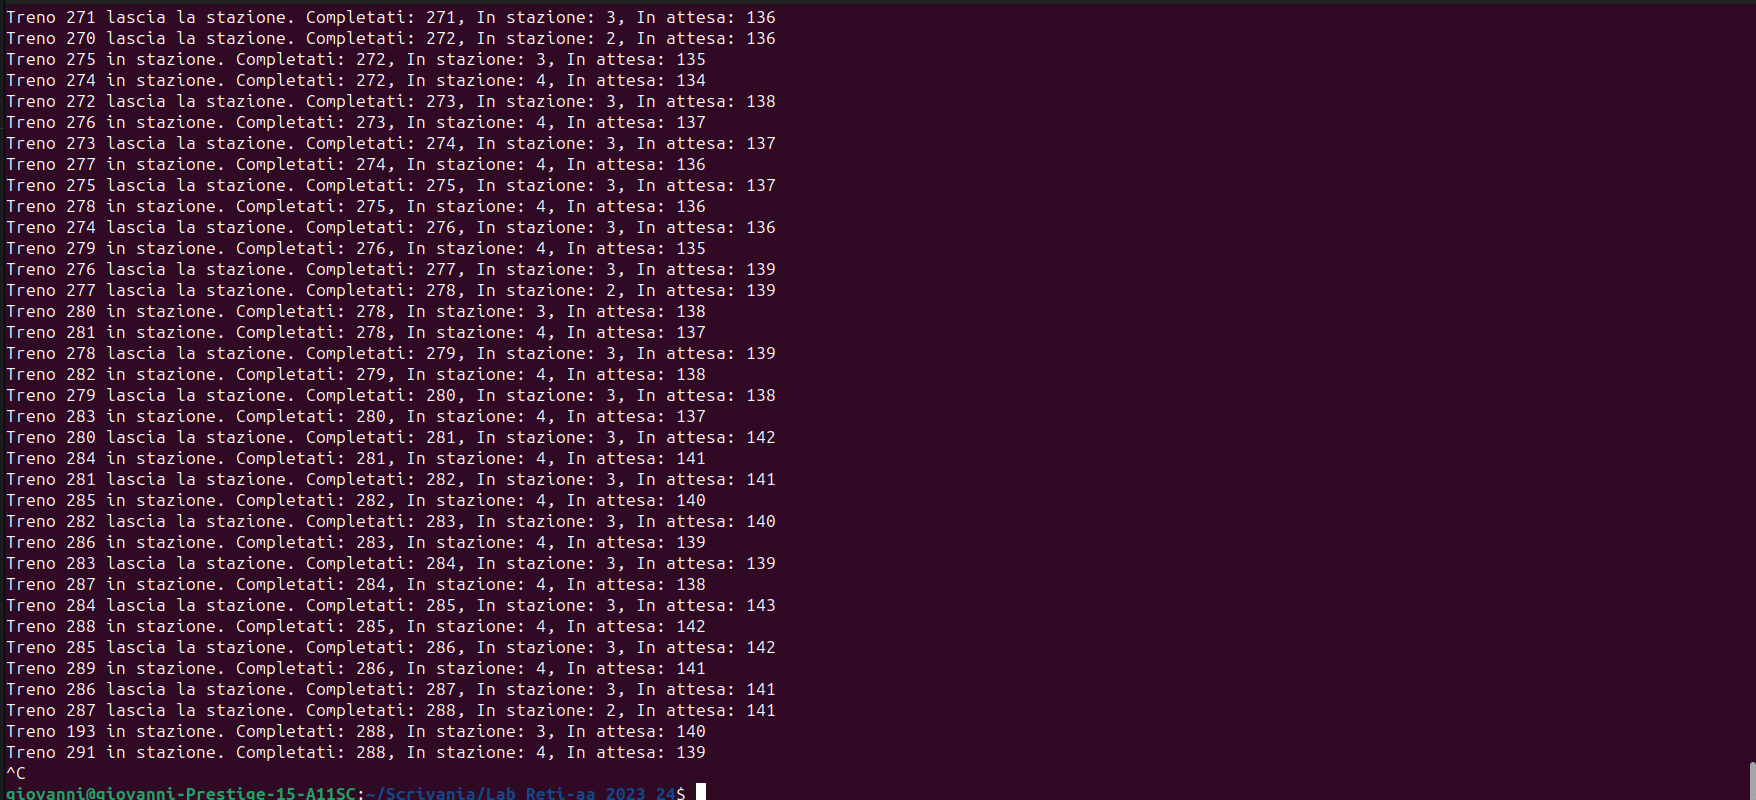 Treno 271 lascia la stazione. Completati: 271, In stazione: 3, In attesa: 136
Treno 270 lascia la stazione. Completati: 272, In stazione: 2, In attesa: 136
Treno 275 in stazione. Completati: 272, In stazione: 3, In attesa: 135
Treno 274 in stazione. Completati: 272, In stazione: 4, In attesa: 134
Treno 272 lascia la stazione. Completati: 273, In stazione: 3, In attesa: 138
Treno 276 in stazione. Completati: 273, In stazione: 4, In attesa: 137
Treno 273 lascia la stazione. Completati: 274, In stazione: 3, In attesa: 137
Treno 277 in stazione. Completati: 274, In stazione: 4, In attesa: 136
Treno 275 lascia la stazione. Completati: 275, In stazione: 3, In attesa: 137
Treno 278 in stazione. Completati: 275, In stazione: 4, In attesa: 136
Treno 274 lascia la stazione. Completati: 276, In stazione: 3, In attesa: 136
Treno 279 in stazione. Completati: 276, In stazione: 4, In attesa: 135
Treno 276 lascia la stazione. Completati: 277, In stazione: 3, In attesa: 139
Treno 277 lascia la stazione. Completati: 278, In stazione: 2, In attesa: 139
Treno 280 in stazione. Completati: 278, In stazione: 3, In attesa: 138
Treno 281 in stazione. Completati: 278, In stazione: 4, In attesa: 137
Treno 278 lascia la stazione. Completati: 279, In stazione: 3, In attesa: 139
Treno 282 in stazione. Completati: 279, In stazione: 4, In attesa: 138
Treno 279 lascia la stazione. Completati: 280, In stazione: 3, In attesa: 138
Treno 283 in stazione. Completati: 280, In stazione: 4, In attesa: 137
Treno 280 lascia la stazione. Completati: 281, In stazione: 3, In attesa: 142
Treno 284 in stazione. Completati: 281, In stazione: 4, In attesa: 141
Treno 281 lascia la stazione. Completati: 282, In stazione: 3, In attesa: 141
Treno 285 in stazione. Completati: 282, In stazione: 4, In attesa: 140
Treno 282 lascia la stazione. Completati: 283, In stazione: 3, In attesa: 140
Treno 286 in stazione. Completati: 283, In stazione: 4, In attesa: 139
Treno 283 lascia la stazione. Completati: 284, In stazione: 3, In attesa: 139
Treno 287 in stazione. Completati: 284, In stazione: 4, In attesa: 138
Treno 284 lascia la stazione. Completati: 285, In stazione: 3, In attesa: 143
Treno 288 in stazione. Completati: 285, In stazione: 4, In attesa: 142
Treno 285 lascia la stazione. Completati: 286, In stazione: 3, In attesa: 142
Treno 289 in stazione. Completati: 286, In stazione: 4, In attesa: 141
Treno 286 lascia la stazione. Completati: 287, In stazione: 3, In attesa: 141
Treno 287 lascia la stazione. Completati: 288, In stazione: 2, In attesa: 141
Treno 193 in stazione. Completati: 288, In stazione: 3, In attesa: 140
Treno 291 in stazione. Completati: 288, In stazione: 4, In attesa: 139
^C
giovanni@giovanni-Prestige-15-A11SC:~/Scrivania/Lab_Reti-aa_2023_24$